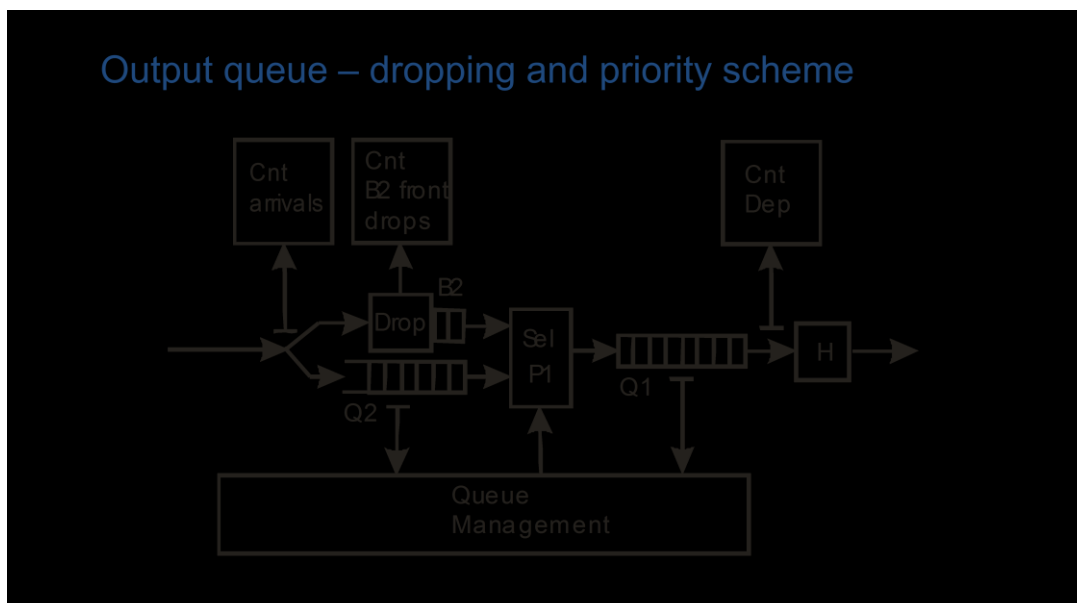 Output queue – dropping and priority scheme
Cnt
arrivals
Cnt
B2 front
drops
Cnt
Dep
B2
Drop
Sel
P1
H
Q2
Q1
Queue
Management